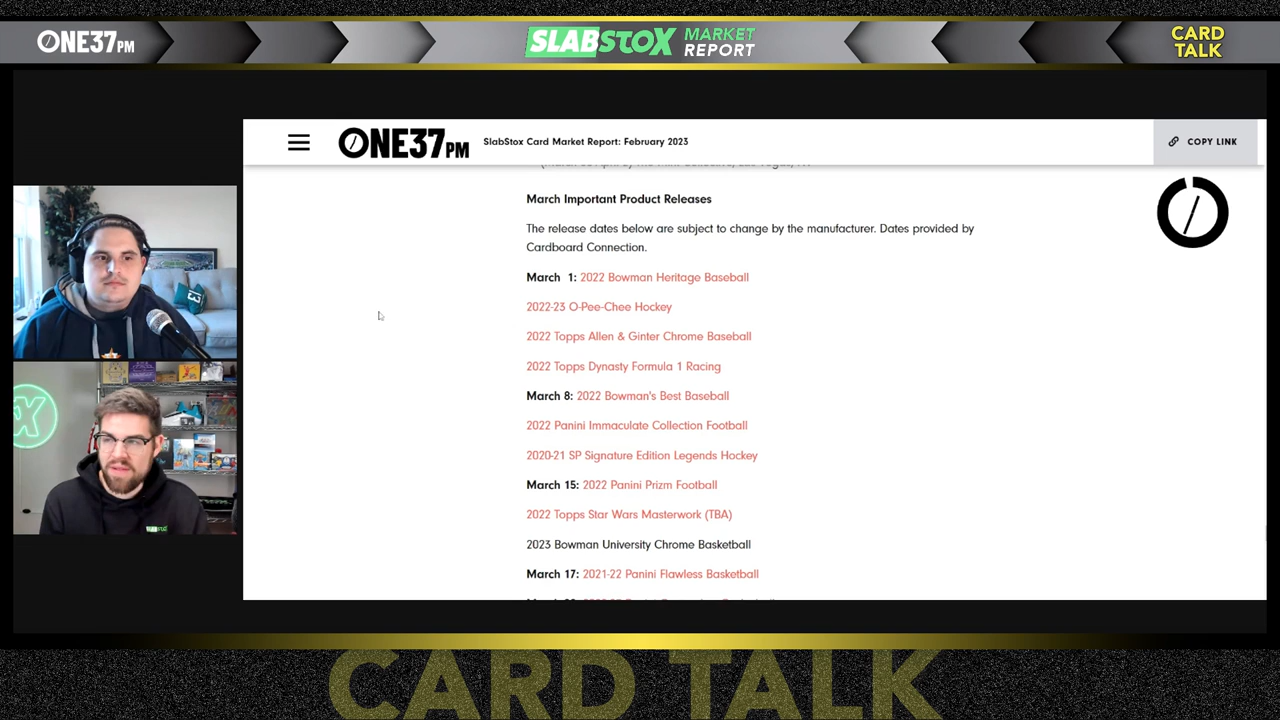 ONE37PM
SLABSTOX MARKET REPORT
CARD TALK
ONE37PM
SlabStox Card Market Report: February 2023
COPY LINK
March Important Product Releases
The release dates below are subject to change by the manufacturer. Dates provided by
Cardboard Connection.
March 1: 2022 Bowman Heritage Baseball
2022-23 O-Pee-Chee Hockey
2022 Topps Allen & Ginter Chrome Baseball
2022 Topps Dynasty Formula 1 Racing
March 8: 2022 Bowman's Best Baseball
2022 Panini Immaculate Collection Football
2020-21 SP Signature Edition Legends Hockey
March 15: 2022 Panini Prizm Football
2022 Topps Star Wars Masterwork (TBA)
2023 Bowman University Chrome Basketball
March 17: 2021-22 Panini Flawless Basketball
CARD TALK